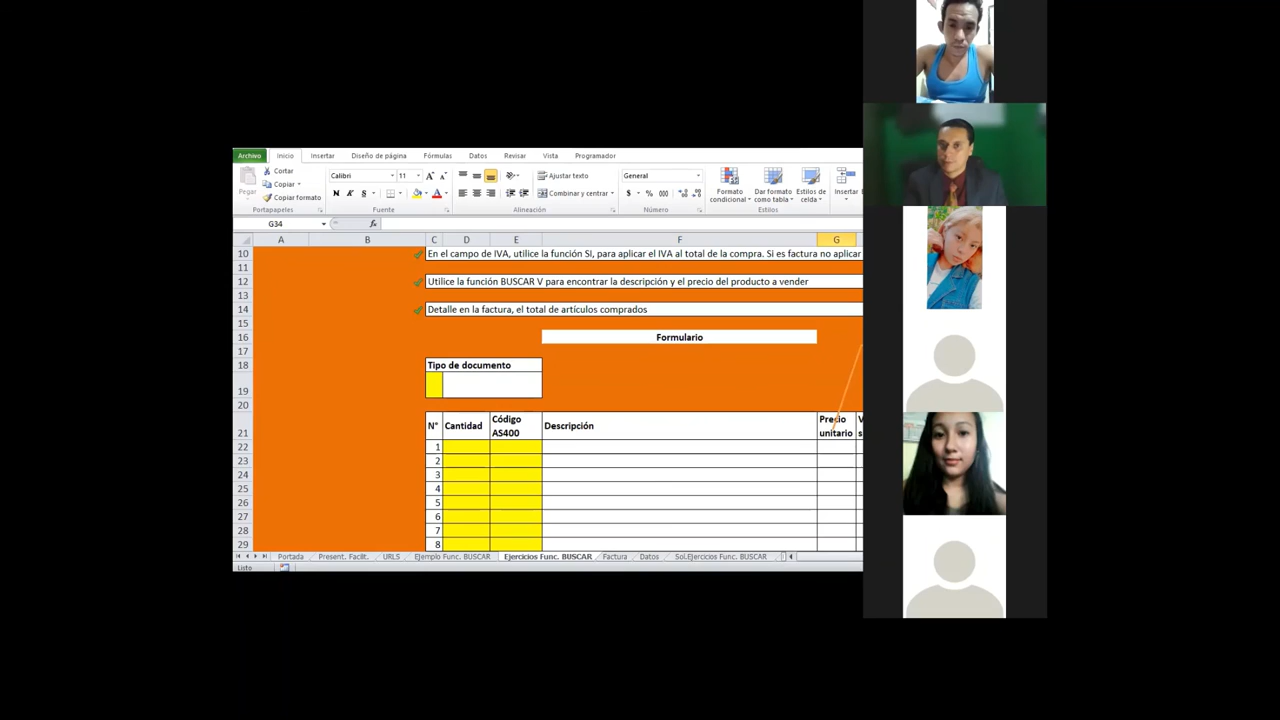 Archivo Inicio Insertar Diseño de página Fórmulas Datos Revisar Vista Programador
Pegar
Cortar
Copiar
Copiar formato
Portapapeles
Calibri 11
N K S
Fuente
Ajustar texto
Combinar y centrar
Alineación
General
$ % 000
Número
Formato condicional
Dar formato como tabla
Estilos de celda
Estilos
Insertar
G34 fx
A B C D E F G
10 En el campo de IVA, utilice la función SI, para aplicar el IVA al total de la compra. Si es factura no aplicar
11
12 Utilice la función BUSCAR V para encontrar la descripción y el precio del producto a vender
13
14 Detalle en la factura, el total de artículos comprados
15
16 Formulario
17
18 Tipo de documento
19
20
21 N° Cantidad Código AS400 Descripción Precio unitario
22 1
23 2
24 3
25 4
26 5
27 6
28 7
29 8
Portada Present. Facilit. URLS Ejemplo Func. BUSCAR Ejercicios Func. BUSCAR Factura Datos Sol.Ejercicios Func. BUSCAR
Listo